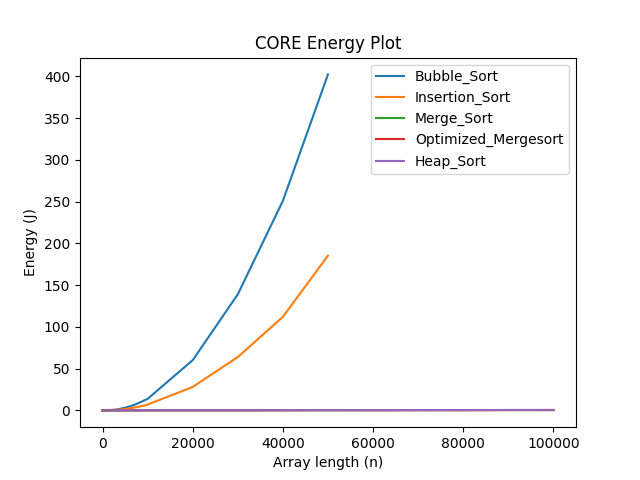 CORE Energy Plot
Energy (J)
400
350
300
250
200
150
100
50
0
Bubble_Sort
Insertion_Sort
Merge_Sort
Optimized_Mergesort
Heap_Sort
0 20000 40000 60000 80000 100000
Array length (n)